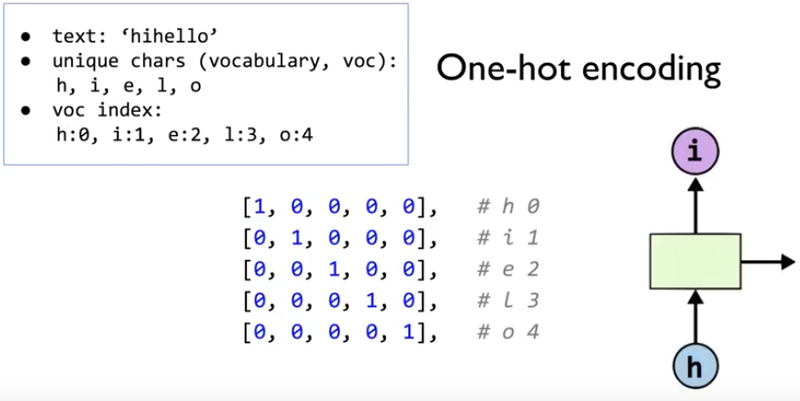 ● text: ‘hihello’
● unique chars (vocabulary, voc):
h, i, e, l, o
● voc index:
h:0, i:1, e:2, l:3, o:4
One-hot encoding
[1, 0, 0, 0, 0], # h 0
[0, 1, 0, 0, 0], # i 1
[0, 0, 1, 0, 0], # e 2
[0, 0, 0, 1, 0], # l 3
[0, 0, 0, 0, 1], # o 4
i
h